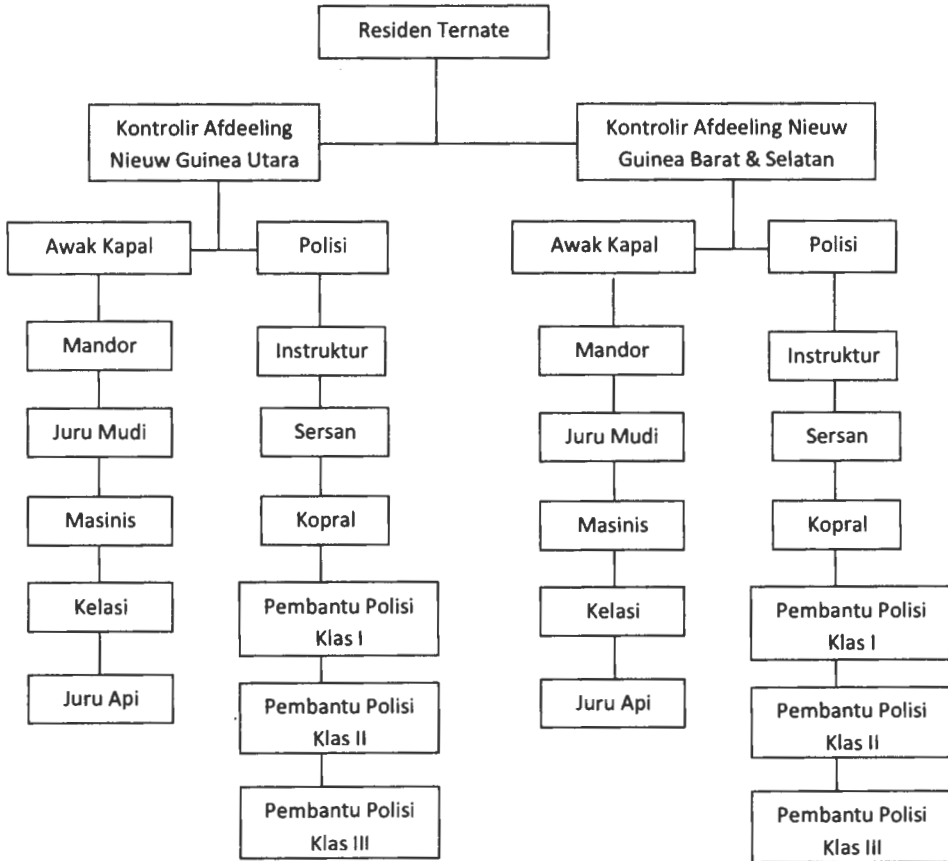 Residen Ternate
Kontrolir Afdeeling
Nieuw Guinea Utara
Kontrolir Afdeeling Nieuw
Guinea Barat & Selatan
Awak Kapal
Polisi
Mandor
Instruktur
Juru Mudi
Sersan
Masinis
Kopral
Kelasi
Pembantu Polisi
Klas I
Juru Api
Pembantu Polisi
Klas II
Pembantu Polisi
Klas III
Awak Kapal
Polisi
Mandor
Instruktur
Juru Mudi
Sersan
Masinis
Kopral
Kelasi
Pembantu Polisi
Klas I
Juru Api
Pembantu Polisi
Klas II
Pembantu Polisi
Klas III